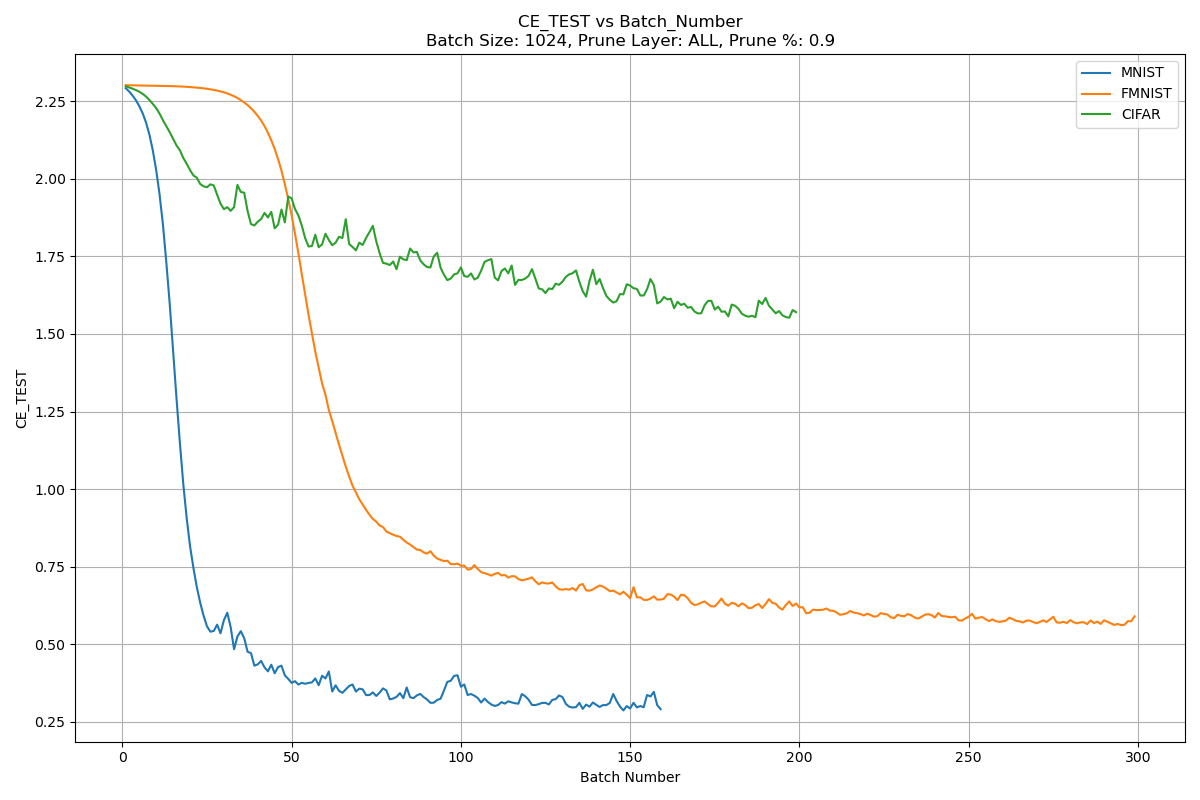 CE_TEST vs Batch_Number
Batch Size: 1024, Prune Layer: ALL, Prune %: 0.9
MNIST
FMNIST
CIFAR
CE_TEST
2.25
2.00
1.75
1.50
1.25
1.00
0.75
0.50
0.25
0 50 100 150 200 250 300
Batch Number